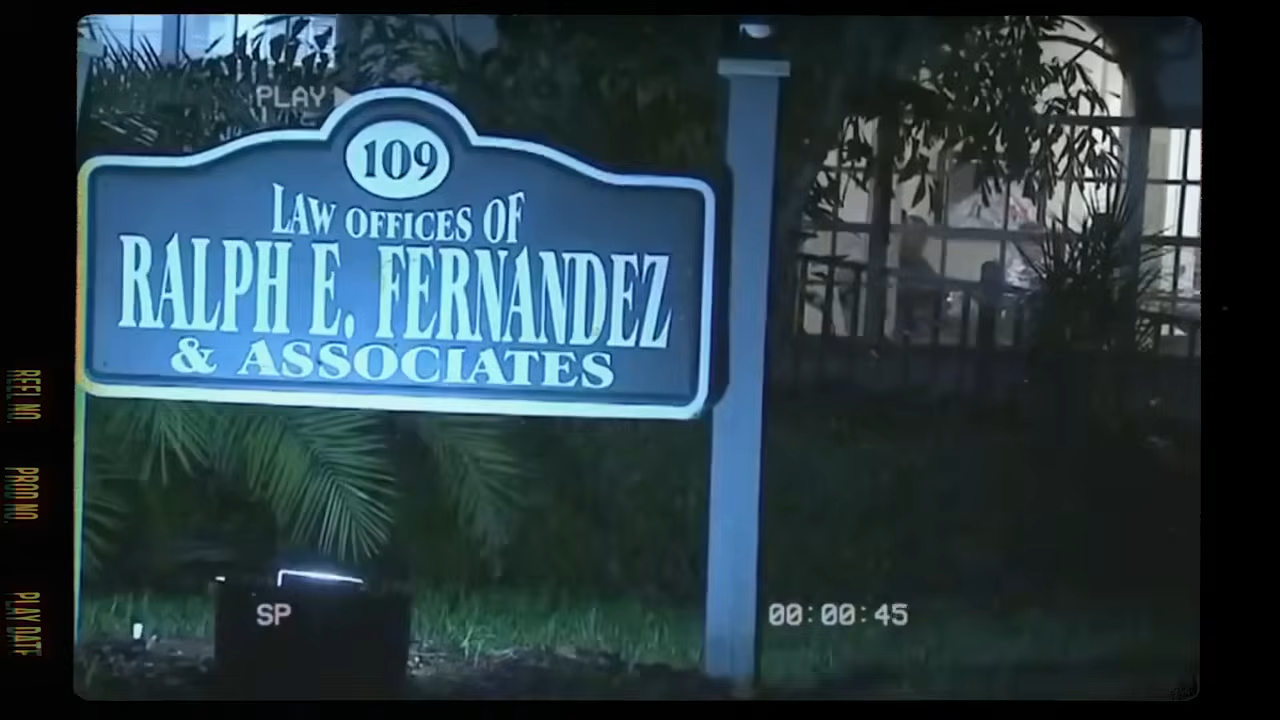 PLAY
109
LAW OFFICES OF
RALPH E. FERNANDEZ
& ASSOCIATES
SP
00:00:45
REEL NO.
PROD NO.
PLAY DATE